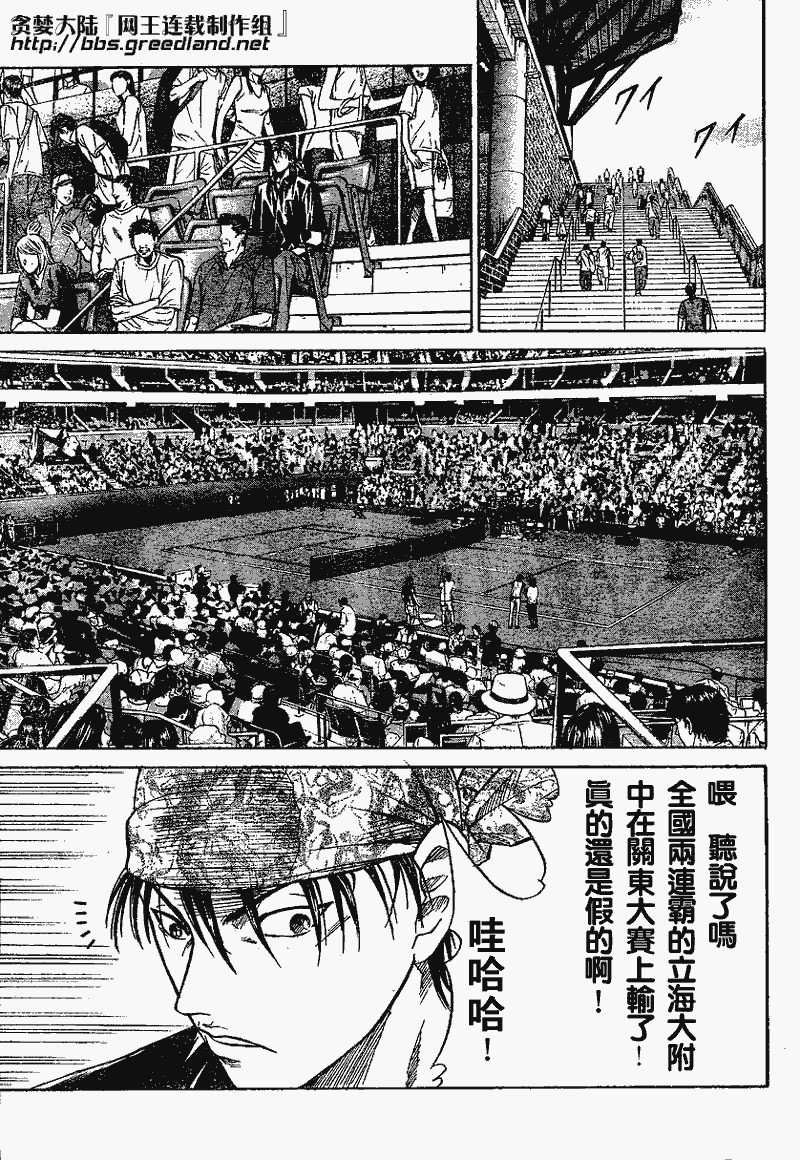 贪婪大陆『网王连载制作组』
http://bbs.greedland.net
ワイ
ワイ
喂 聽說了嗎
全國兩連霸的立海大附
中在關東大賽上輸了!
真的還是假的啊!
哇哈哈!